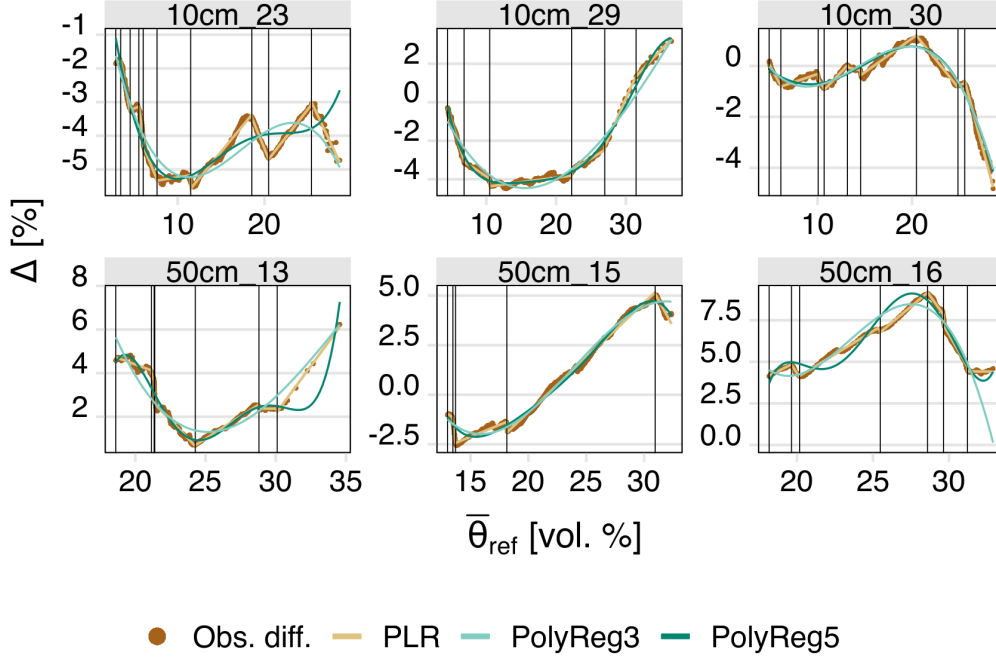 10cm_23 10cm_29 10cm_30
-1
-2
-3
-4
-5
2
0
-2
-4
0
-2
-4
10 20
10 20 30
10 20
Δ [%]
50cm_13 50cm_15 50cm_16
8
6
4
2
5.0
2.5
0.0
-2.5
7.5
5.0
2.5
0.0
20 25 30 35
15 20 25 30
20 25 30
θ̅ref [vol. %]
Obs. diff. PLR PolyReg3 PolyReg5